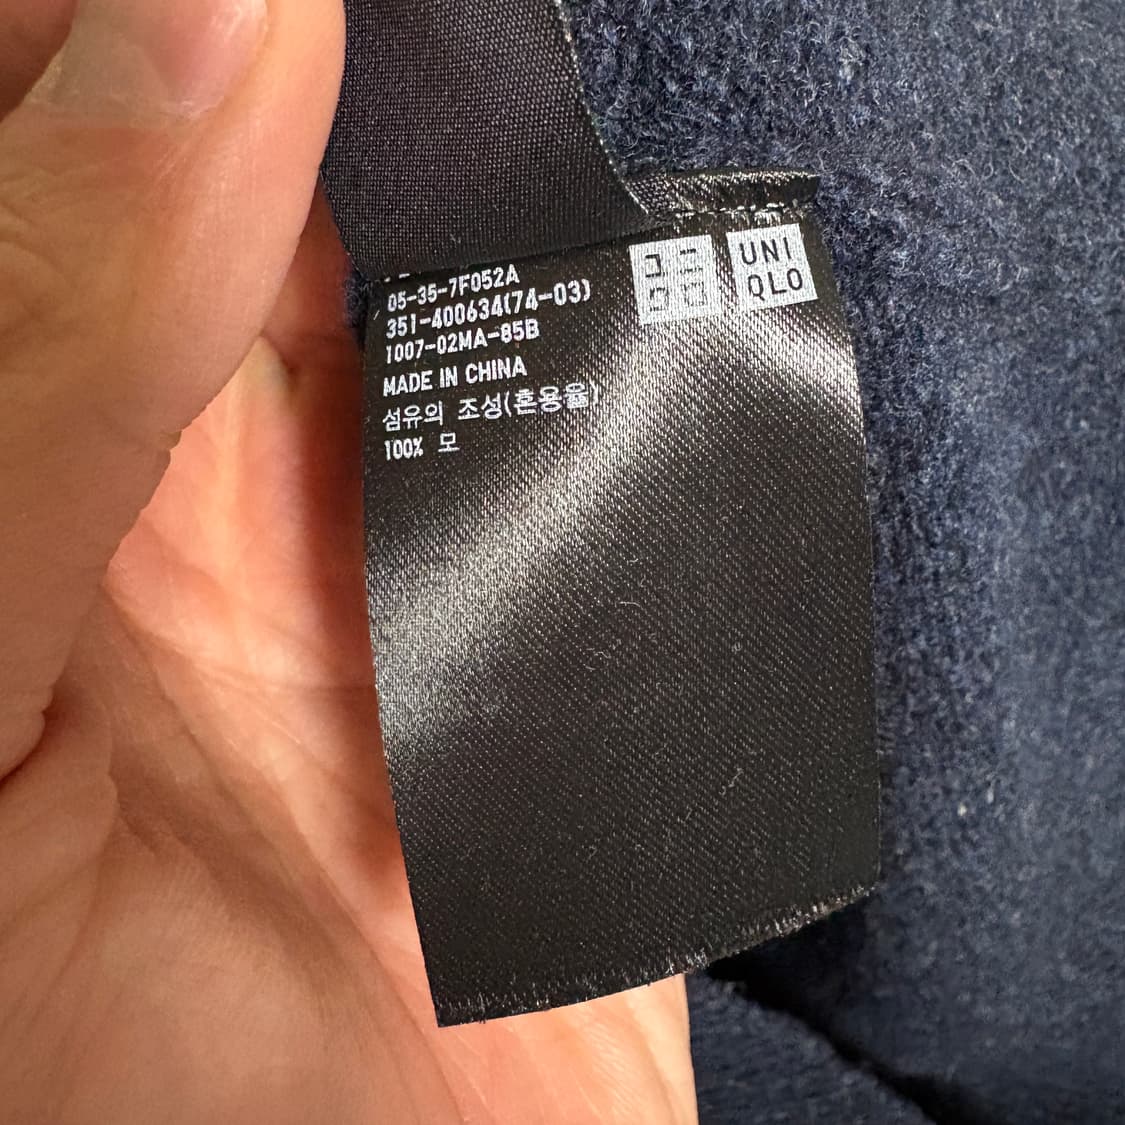 05-35-7F052A
351-400634(74-03)
1007-02MA-85B
MADE IN CHINA
섬유의 조성(혼용율)
100% 모
ユニ
クロ
UNI
QLO